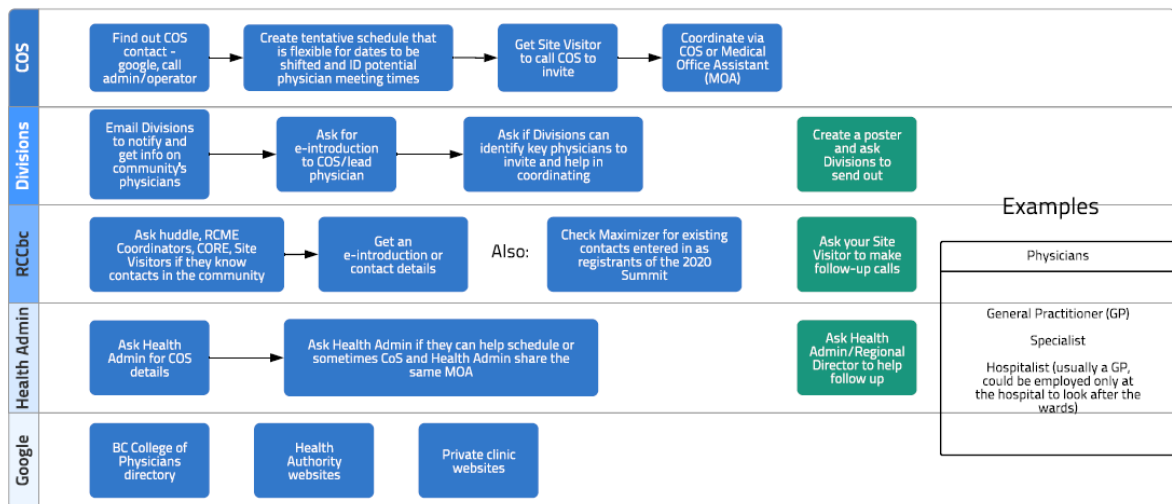 COS
Find out COS
contact -
google, call
admin/operator
Create tentative schedule that
is flexible for dates to be
shifted and ID potential
physician meeting times
Get Site Visitor
to call COS to
invite
Coordinate via
COS or Medical
Office Assistant
(MOA)
Divisions
Email Divisions
to notify and
get info on
community's
physicians
Ask for
e-introduction
to COS/lead
physician
Ask if Divisions can
identify key physicians to
invite and help in
coordinating
Create a poster
and ask
Divisions to
send out
RCCbc
Ask huddle, RCME
Coordinators, CORE, Site
Visitors if they know
contacts in the community
Get an
e-introduction or
contact details
Also:
Check Maximizer for existing
contacts entered in as
registrants of the 2020
Summit
Ask your Site
Visitor to make
follow-up calls
Health Admin
Ask Health
Admin for COS
details
Ask Health Admin if they can help schedule or
sometimes CoS and Health Admin share the
same MOA
Ask Health
Admin/Regional
Director to help
follow up
Google
BC College of
Physicians
directory
Health
Authority
websites
Private clinic
websites
Examples
Physicians
General Practitioner (GP)
Specialist
Hospitalist (usually a GP,
could be employed only at
the hospital to look after the
wards)